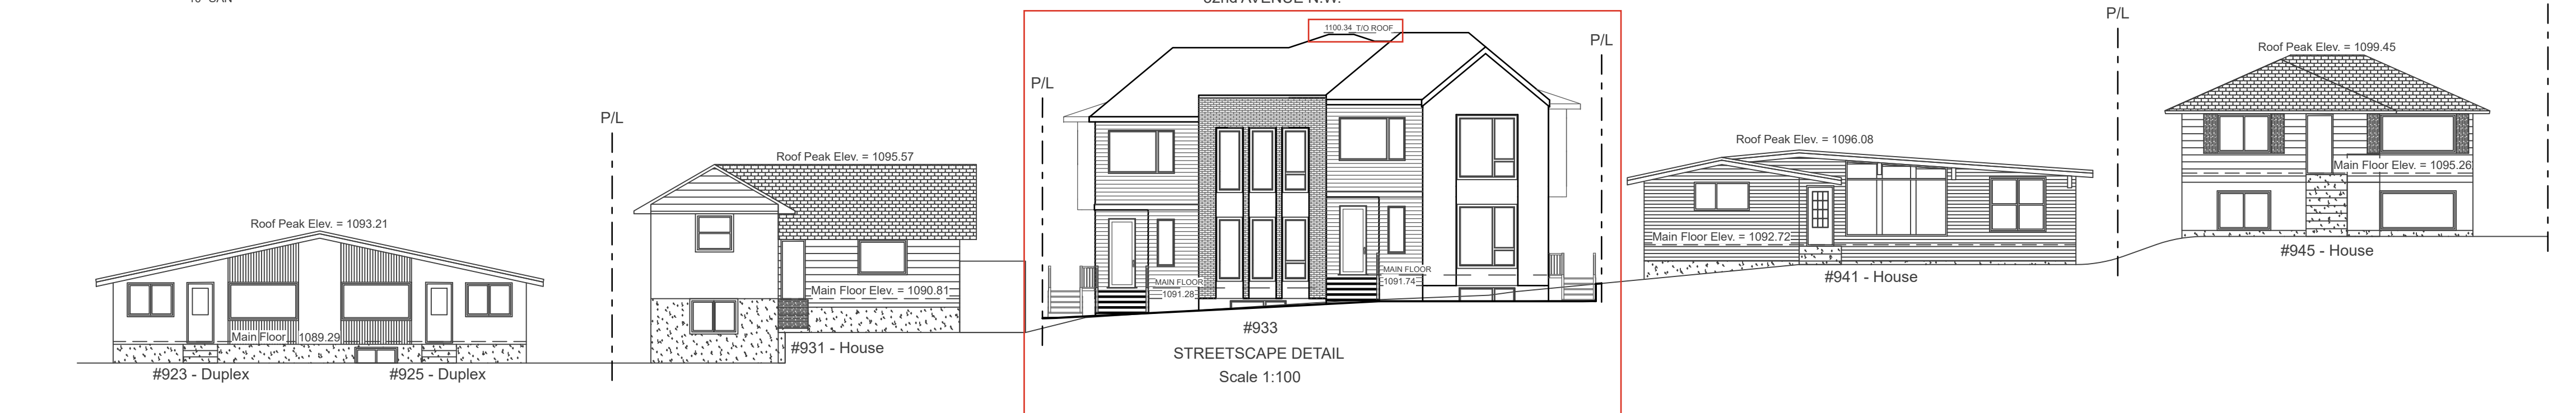 P/L
Roof Peak Elev. = 1099.45
1100.34 T/O ROOF
P/L
P/L
P/L
Roof Peak Elev. = 1096.08
Roof Peak Elev. = 1095.57
Main Floor Elev. = 1095.26
Roof Peak Elev. = 1093.21
Main Floor Elev. = 1092.72
#945 - House
MAIN FLOOR
1091.74
#941 - House
MAIN FLOOR
1091.28
Main Floor Elev. = 1090.81
#933
Main Floor 1089.29
#931 - House
STREETSCAPE DETAIL
#923 - Duplex
#925 - Duplex
Scale 1:100